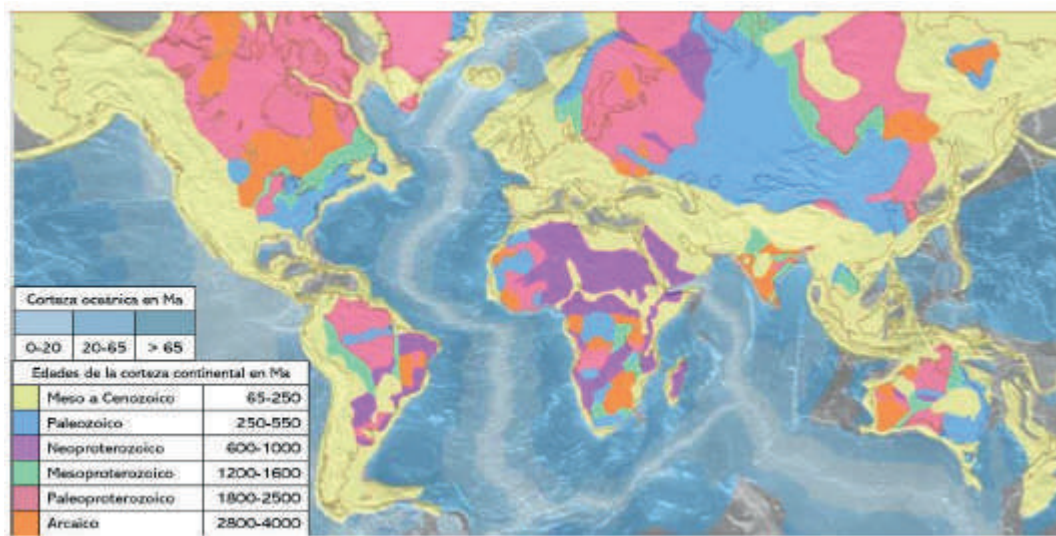 Corteza oceánica en Ma
0-20 20-65 > 65
Edades de la corteza continental en Ma
Meso a Cenozoico 65-250
Paleozoico 250-550
Neoproterozoico 600-1000
Mesoproterozoico 1200-1600
Paleoproterozoico 1800-2500
Arcaico 2800-4000